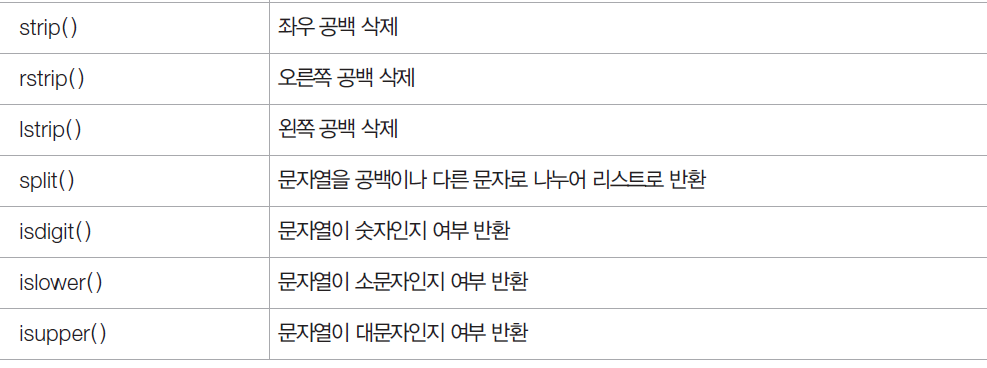 strip() 좌우 공백 삭제
rstrip() 오른쪽 공백 삭제
lstrip() 왼쪽 공백 삭제
split() 문자열을 공백이나 다른 문자로 나누어 리스트로 반환
isdigit() 문자열이 숫자인지 여부 반환
islower() 문자열이 소문자인지 여부 반환
isupper() 문자열이 대문자인지 여부 반환